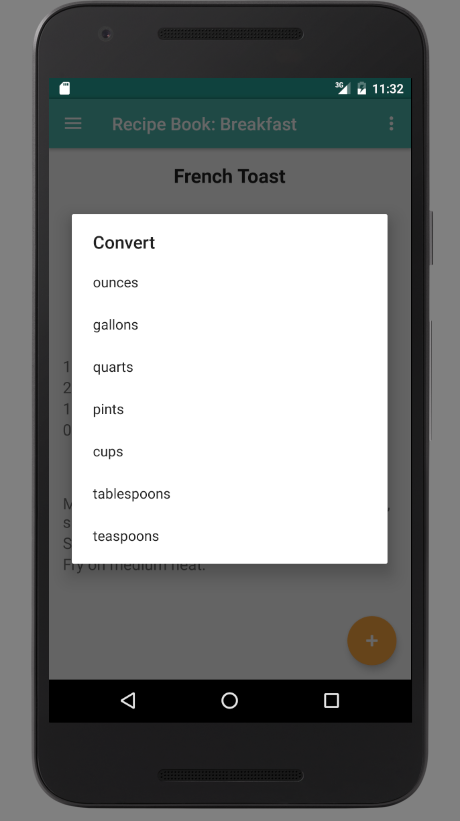 3G 11:32
Recipe Book: Breakfast
French Toast
Convert
ounces
gallons
quarts
pints
cups
tablespoons
teaspoons
1
2
1
0
M ,
s
S
Fry on medium heat.
+